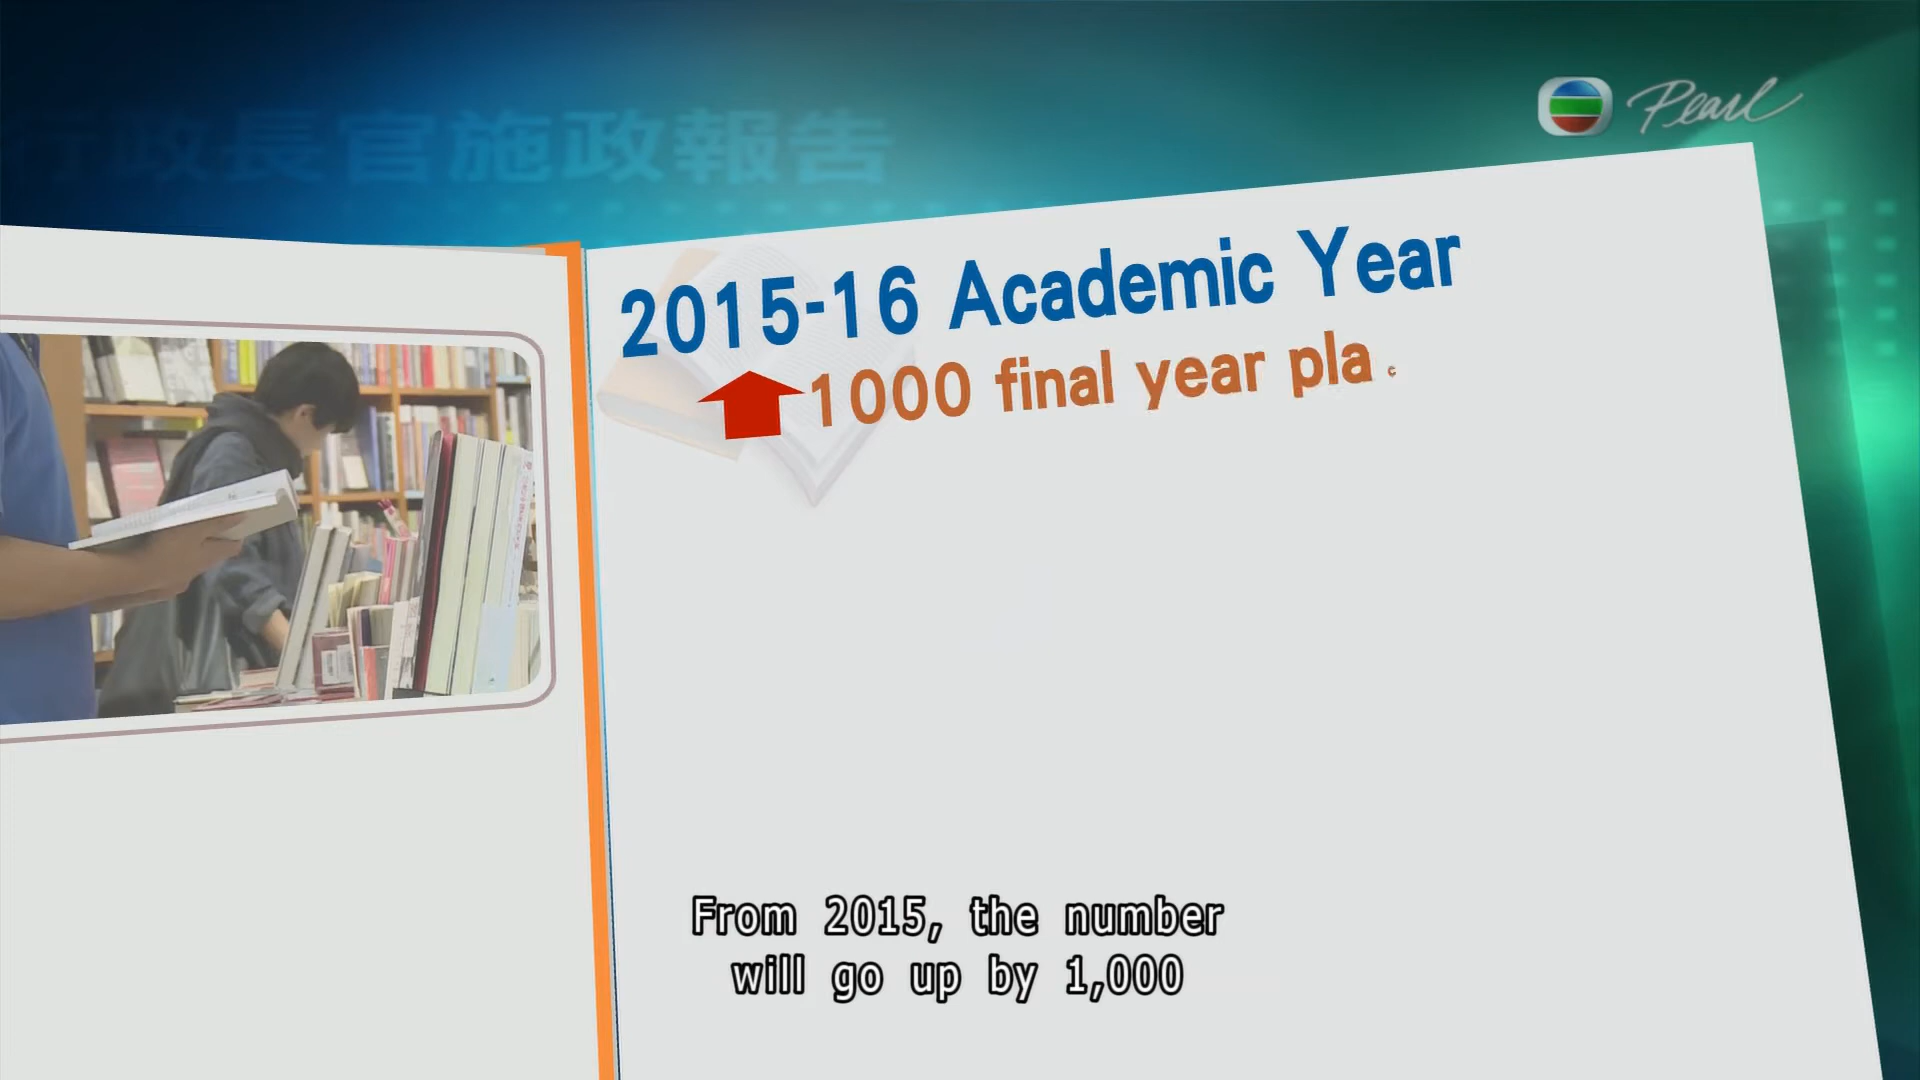 行政長官施政報告
Pearl
2015-16 Academic Year
1000 final year plac
From 2015, the number
will go up by 1,000